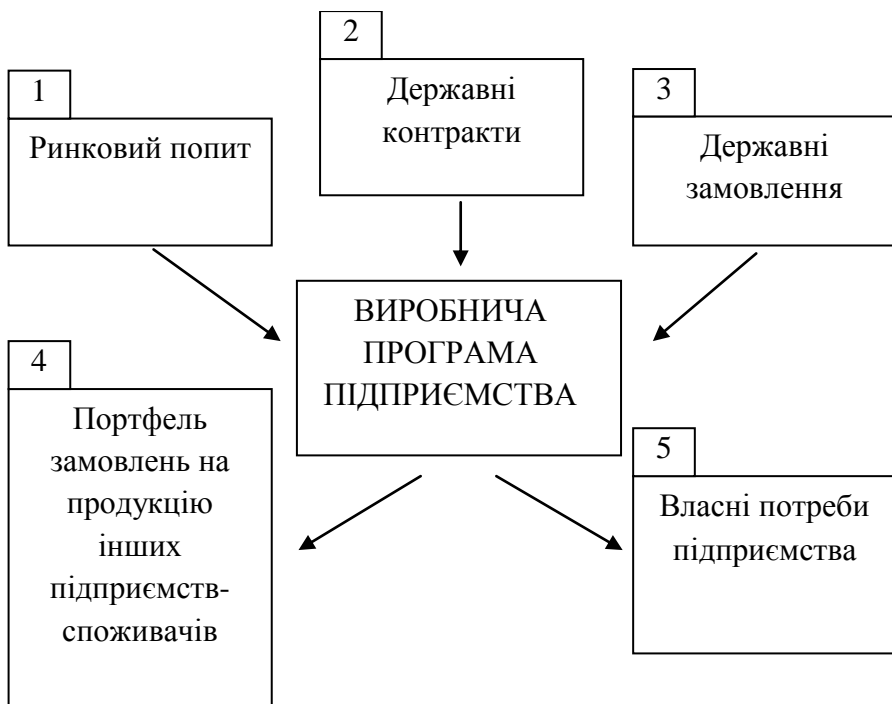 1
Ринковий попит
2
Державні
контракти
3
Державні
замовлення
ВИРОБНИЧА
ПРОГРАМА
ПІДПРИЄМСТВА
4
Портфель
замовлень на
продукцію
інших
підприємств-
споживачів
5
Власні потреби
підприємства